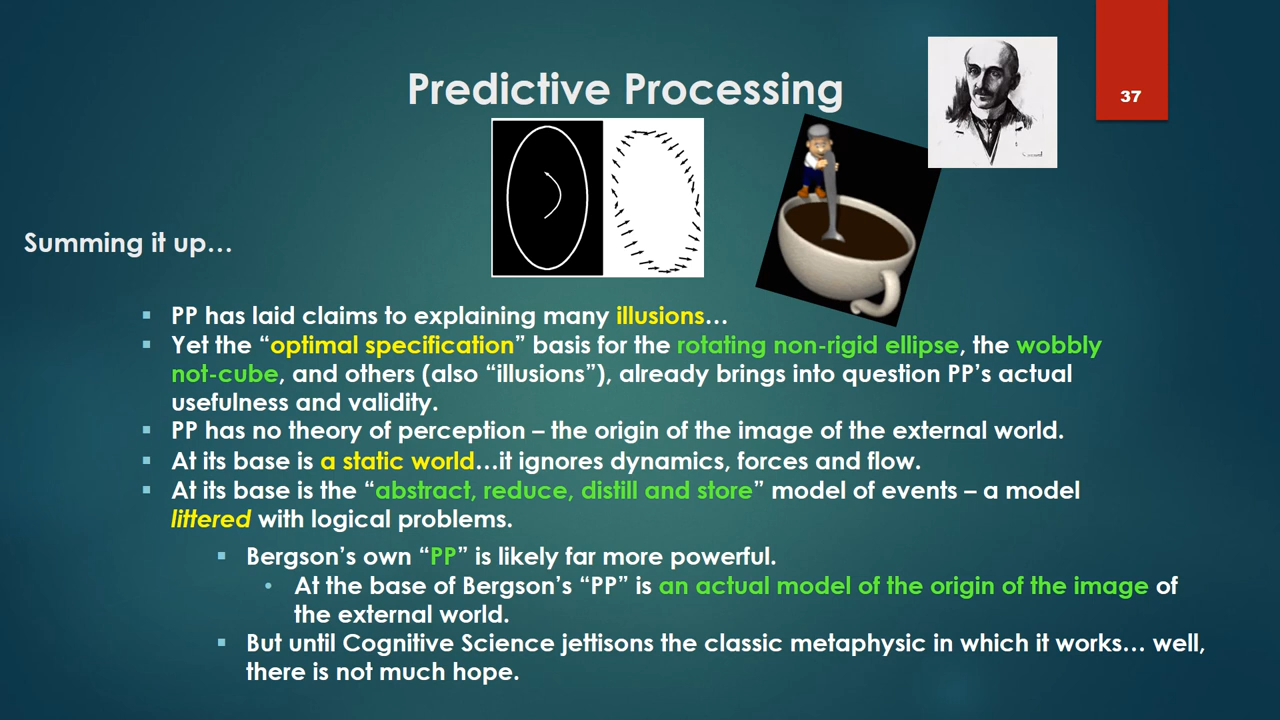 Predictive Processing
37
Summing it up…
▪ PP has laid claims to explaining many illusions…
▪ Yet the “optimal specification” basis for the rotating non-rigid ellipse, the wobbly
not-cube, and others (also “illusions”), already brings into question PP’s actual
usefulness and validity.
▪ PP has no theory of perception – the origin of the image of the external world.
▪ At its base is a static world…it ignores dynamics, forces and flow.
▪ At its base is the “abstract, reduce, distill and store” model of events – a model
littered with logical problems.
▪ Bergson’s own “PP” is likely far more powerful.
• At the base of Bergson’s “PP” is an actual model of the origin of the image of
the external world.
▪ But until Cognitive Science jettisons the classic metaphysic in which it works… well,
there is not much hope.